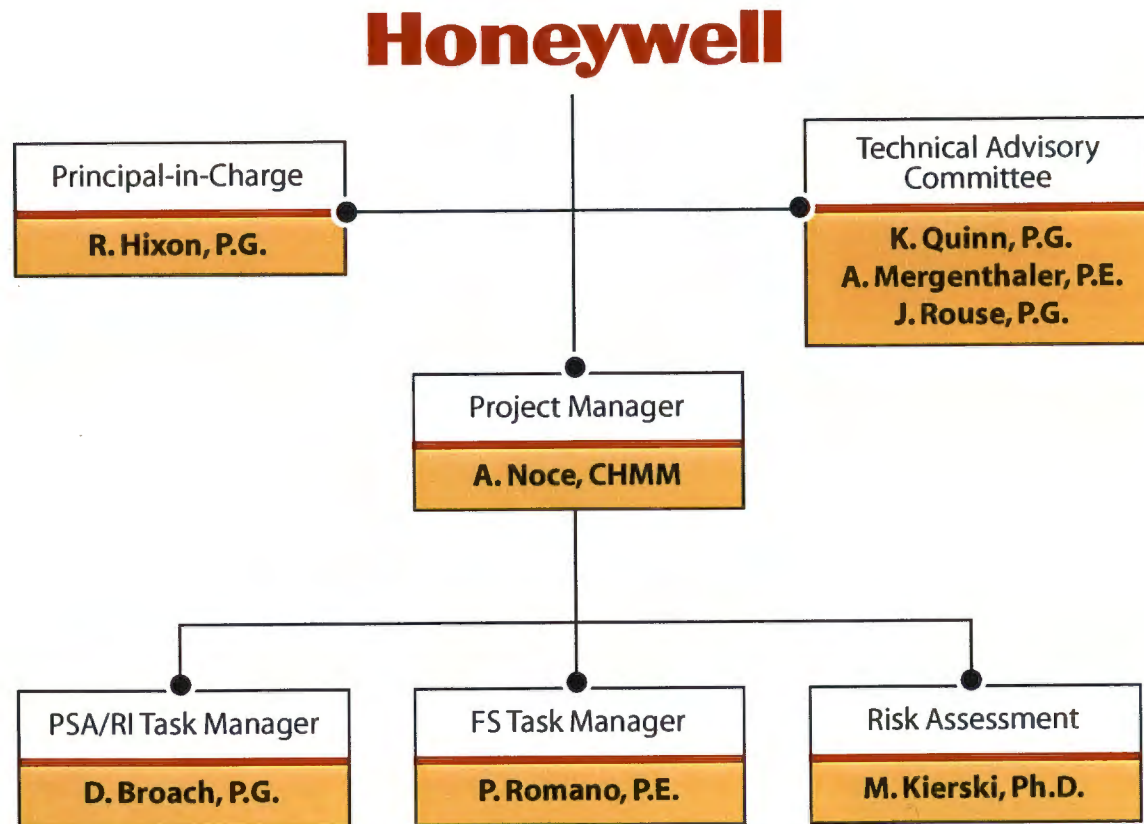 Honeywell
Principal-in-Charge
R. Hixon, P.G.
Technical Advisory
Committee
K. Quinn, P.G.
A. Mergenthaler, P.E.
J. Rouse, P.G.
Project Manager
A. Noce, CHMM
PSA/RI Task Manager
D. Broach, P.G.
FS Task Manager
P. Romano, P.E.
Risk Assessment
M. Kierski, Ph.D.